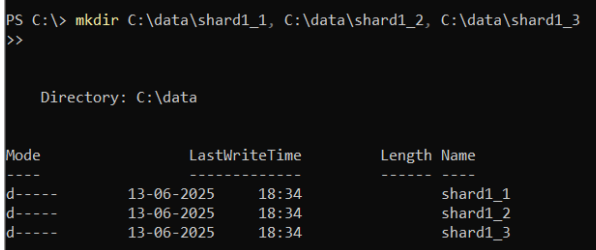 PS C:\> mkdir C:\data\shard1_1, C:\data\shard1_2, C:\data\shard1_3
>>
Directory: C:\data
Mode LastWriteTime Length Name
---- ------------- ------ ----
d----- 13-06-2025 18:34 shard1_1
d----- 13-06-2025 18:34 shard1_2
d----- 13-06-2025 18:34 shard1_3